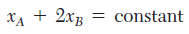 x_A + 2x_B = constant